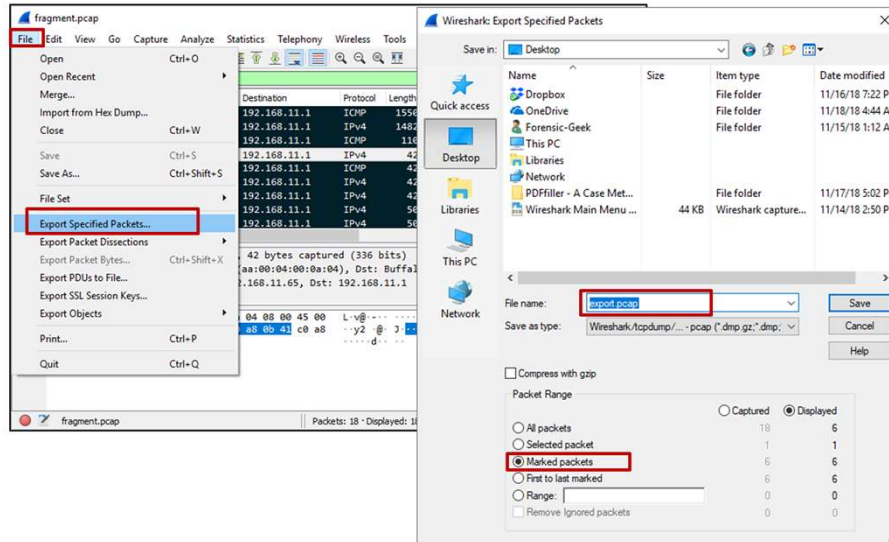 fragment.pcap
File Edit View Go Capture Analyze Statistics Telephony Wireless Tools
Open Ctrl+O
Open Recent
Merge...
Import from Hex Dump...
Close Ctrl+W
Save Ctrl+S
Save As... Ctrl+Shift+S
File Set
Export Specified Packets...
Export Packet Dissections
Export Packet Bytes... Ctrl+Shift+X
Export PDUs to File...
Export SSL Session Keys...
Export Objects
Print... Ctrl+P
Quit Ctrl+Q
Destination Protocol Length
192.168.11.1 ICMP 155
192.168.11.1 IPv4 1482
192.168.11.1 ICMP 110
192.168.11.1 IPv4 42
192.168.11.1 ICMP 42
192.168.11.1 IPv4 42
192.168.11.1 IPv4 42
192.168.11.1 IPv4 50
192.168.11.1 IPv4 50
, 42 bytes captured (336 bits)
(aa:00:04:00:0a:04), Dst: Buffal
2.168.11.65, Dst: 192.168.11.1
04 08 00 45 00
a8 0b 41 c0 a8
fragment.pcap Packets: 18 · Displayed: 18
Wireshark: Export Specified Packets
Save in: Desktop
Quick access
Desktop
Libraries
This PC
Network
Name Size Item type Date modified
Dropbox File folder 11/16/18 7:22 P
OneDrive File folder 11/18/18 4:44 A
Forensic-Geek File folder 11/15/18 1:12 A
This PC
Libraries
Network
PDFfiller - A Case Met... File folder 11/17/18 5:02 P
Wireshark Main Menu ... 44 KB Wireshark capture... 11/14/18 2:50 P
File name: export.pcap Save
Save as type: Wireshark/tcpdump/... - pcap (*.dmp.gz;*.dmp; Cancel
Help
Compress with gzip
Packet Range
Captured Displayed
All packets 18 6
Selected packet 1 1
Marked packets 6 6
First to last marked 6 6
Range: 0 0
Remove Ignored packets 0 0